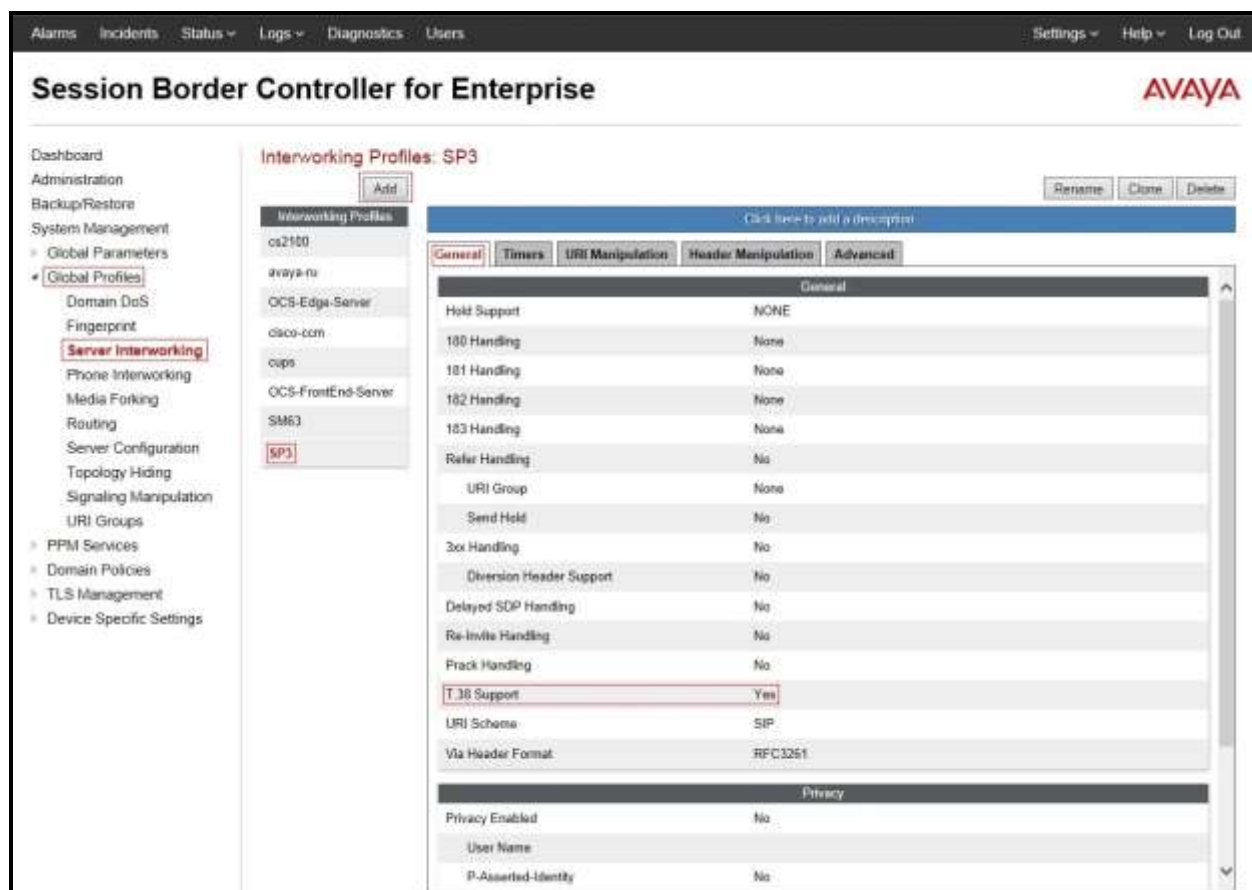 Alarms Incidents Status Logs Diagnostics Users Settings Help Log Out
Session Border Controller for Enterprise
AVAYA
Dashboard
Administration
Backup/Restore
System Management
Global Parameters
Global Profiles
Domain DoS
Fingerprint
Server Interworking
Phone Interworking
Media Forking
Routing
Server Configuration
Topology Hiding
Signaling Manipulation
URI Groups
PPM Services
Domain Policies
TLS Management
Device Specific Settings
Interworking Profiles: SP3
Add
Rename Clone Delete
Interworking Profiles
cs2100
avaya-ru
OCS-Edge-Server
cisco-ccm
cups
OCS-FrontEnd-Server
SM63
SP3
Click here to add a description
General Timers URI Manipulation Header Manipulation Advanced
General
Hold Support NONE
180 Handling None
181 Handling None
182 Handling None
183 Handling None
Refer Handling No
URI Group None
Send Hold No
3xx Handling No
Diversion Header Support No
Delayed SDP Handling No
Re-Invite Handling No
Prack Handling No
T.38 Support Yes
URI Scheme SIP
Via Header Format RFC3261
Privacy
Privacy Enabled No
User Name
P-Asserted-Identity No